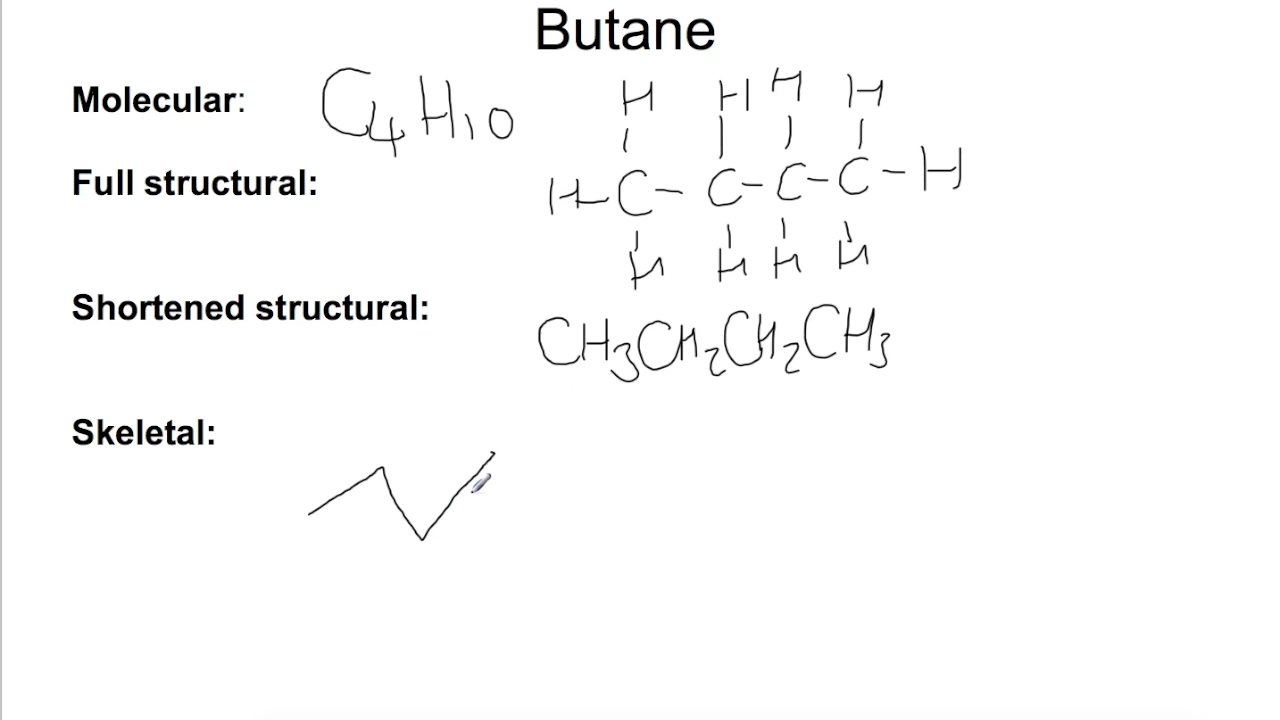 Butane
Molecular: C4H10
H H H H
Full structural: H-C-C-C-C-H
H H H H
Shortened structural: CH3CH2CH2CH3
Skeletal: